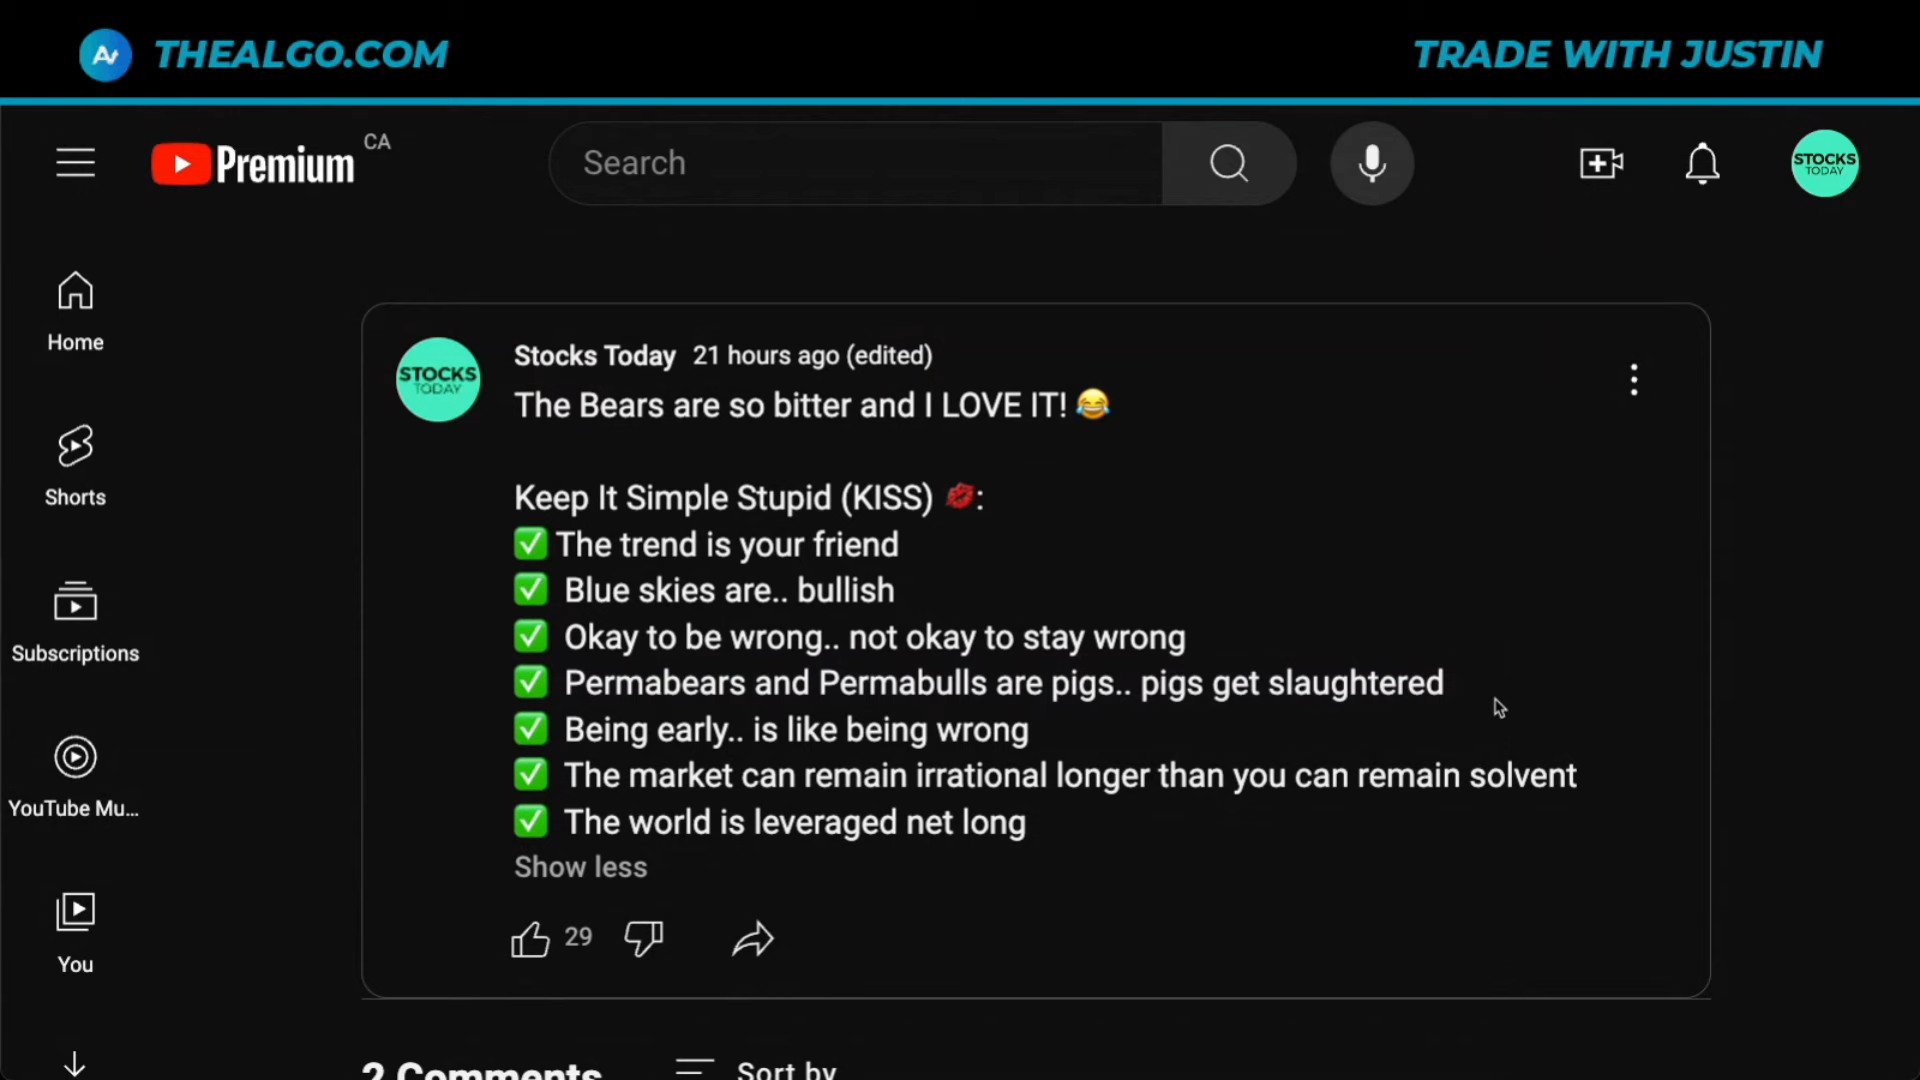 THEALGO.COM
TRADE WITH JUSTIN
Premium CA
Search
STOCKS
TODAY
Home
Shorts
Subscriptions
YouTube Mu...
You
STOCKS
TODAY
Stocks Today 21 hours ago (edited)
The Bears are so bitter and I LOVE IT! 😂
Keep It Simple Stupid (KISS) 💋:
✅ The trend is your friend
✅ Blue skies are.. bullish
✅ Okay to be wrong.. not okay to stay wrong
✅ Permabears and Permabulls are pigs.. pigs get slaughtered
✅ Being early.. is like being wrong
✅ The market can remain irrational longer than you can remain solvent
✅ The world is leveraged net long
Show less
29
2 Comments Sort by